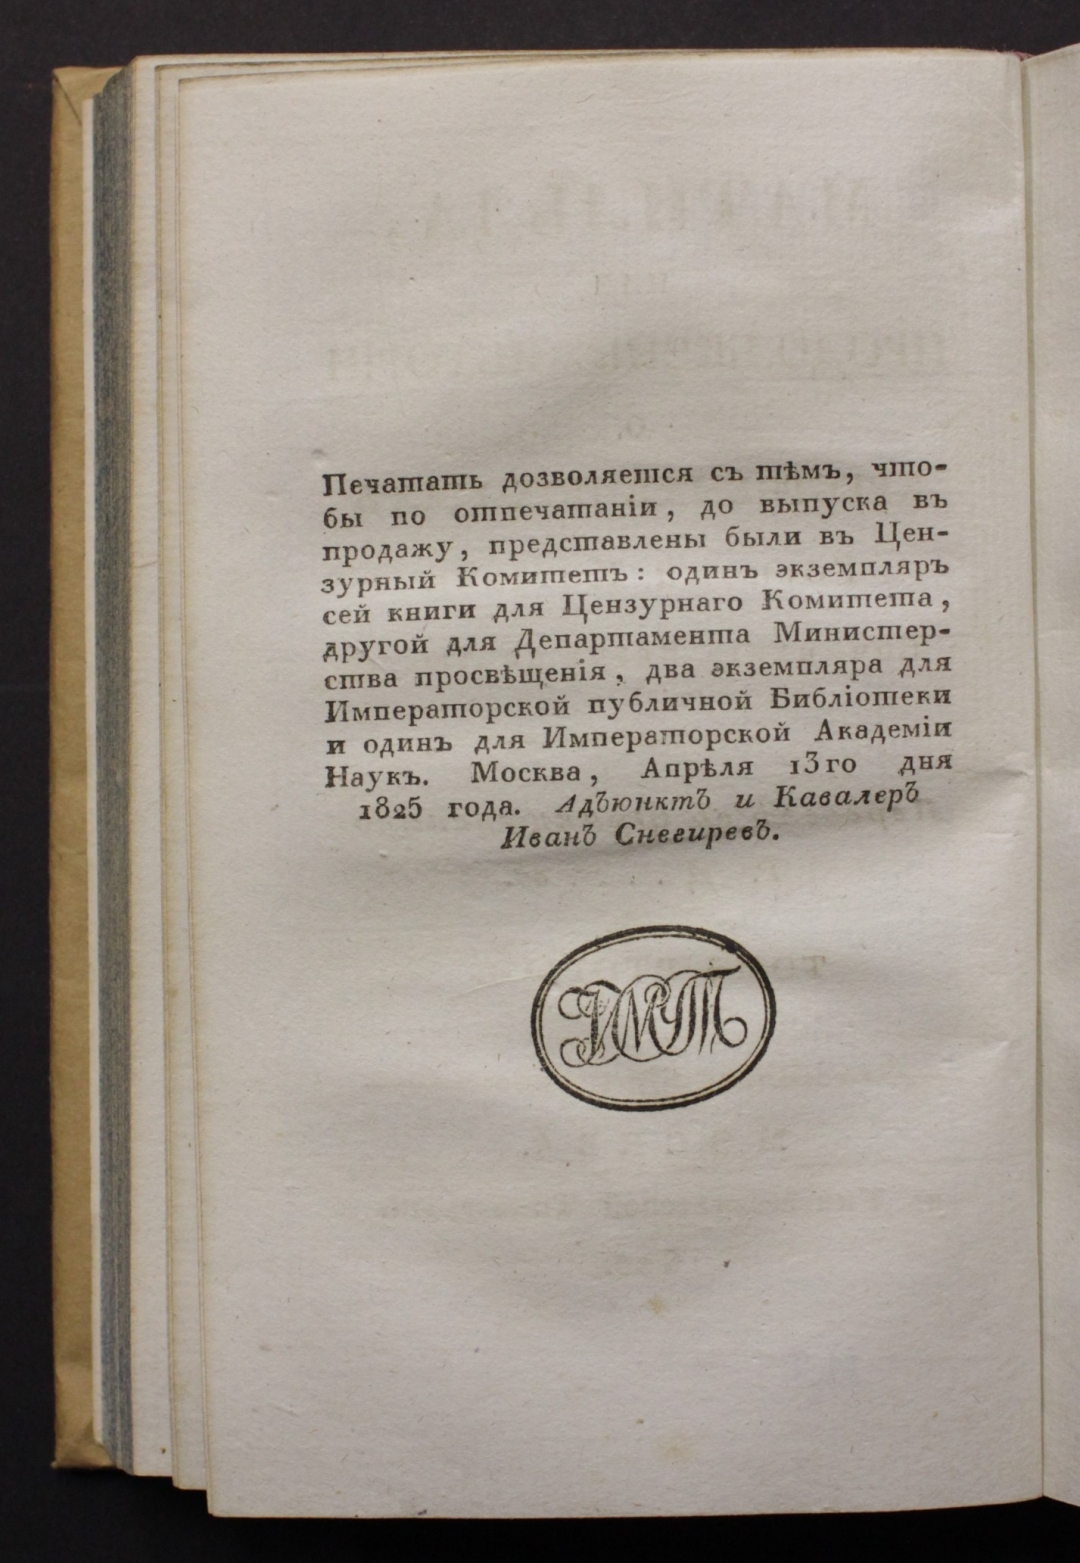 Печатать дозволяется съ тѣмъ, что-
бы по отпечатаніи, до выпуска въ
продажу, представлены были въ Цен-
зурный Комитетъ: одинъ экземпляръ
сей книги для Цензурнаго Комитета,
другой для Департамента Министер-
ства просвѣщенія, два экземпляра для
Императорской публичной Библіотеки
и одинъ для Императорской Академіи
Наукъ. Москва, Апрѣля 13го дня
1825 года. Адъюнктъ и Кавалеръ
Иванъ Снегиревъ.